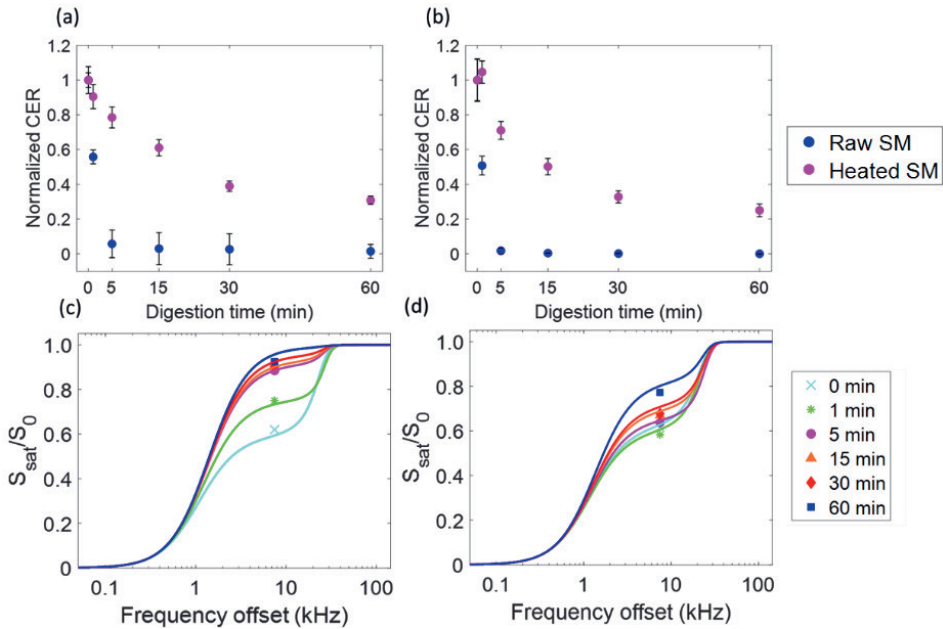 (a)
1.2
1
0.8
0.6
0.4
0.2
0
Normalized CER
0 5 15 30 60
Digestion time (min)
(b)
1.2
1
0.8
0.6
0.4
0.2
0
Normalized CER
0 5 15 30 60
Digestion time (min)
Raw SM
Heated SM
(c)
1.0
0.8
0.6
0.4
0.2
0
S_sat/S_0
0.1 1 10 100
Frequency offset (kHz)
(d)
1.0
0.8
0.6
0.4
0.2
0
S_sat/S_0
0.1 1 10 100
Frequency offset (kHz)
0 min
1 min
5 min
15 min
30 min
60 min